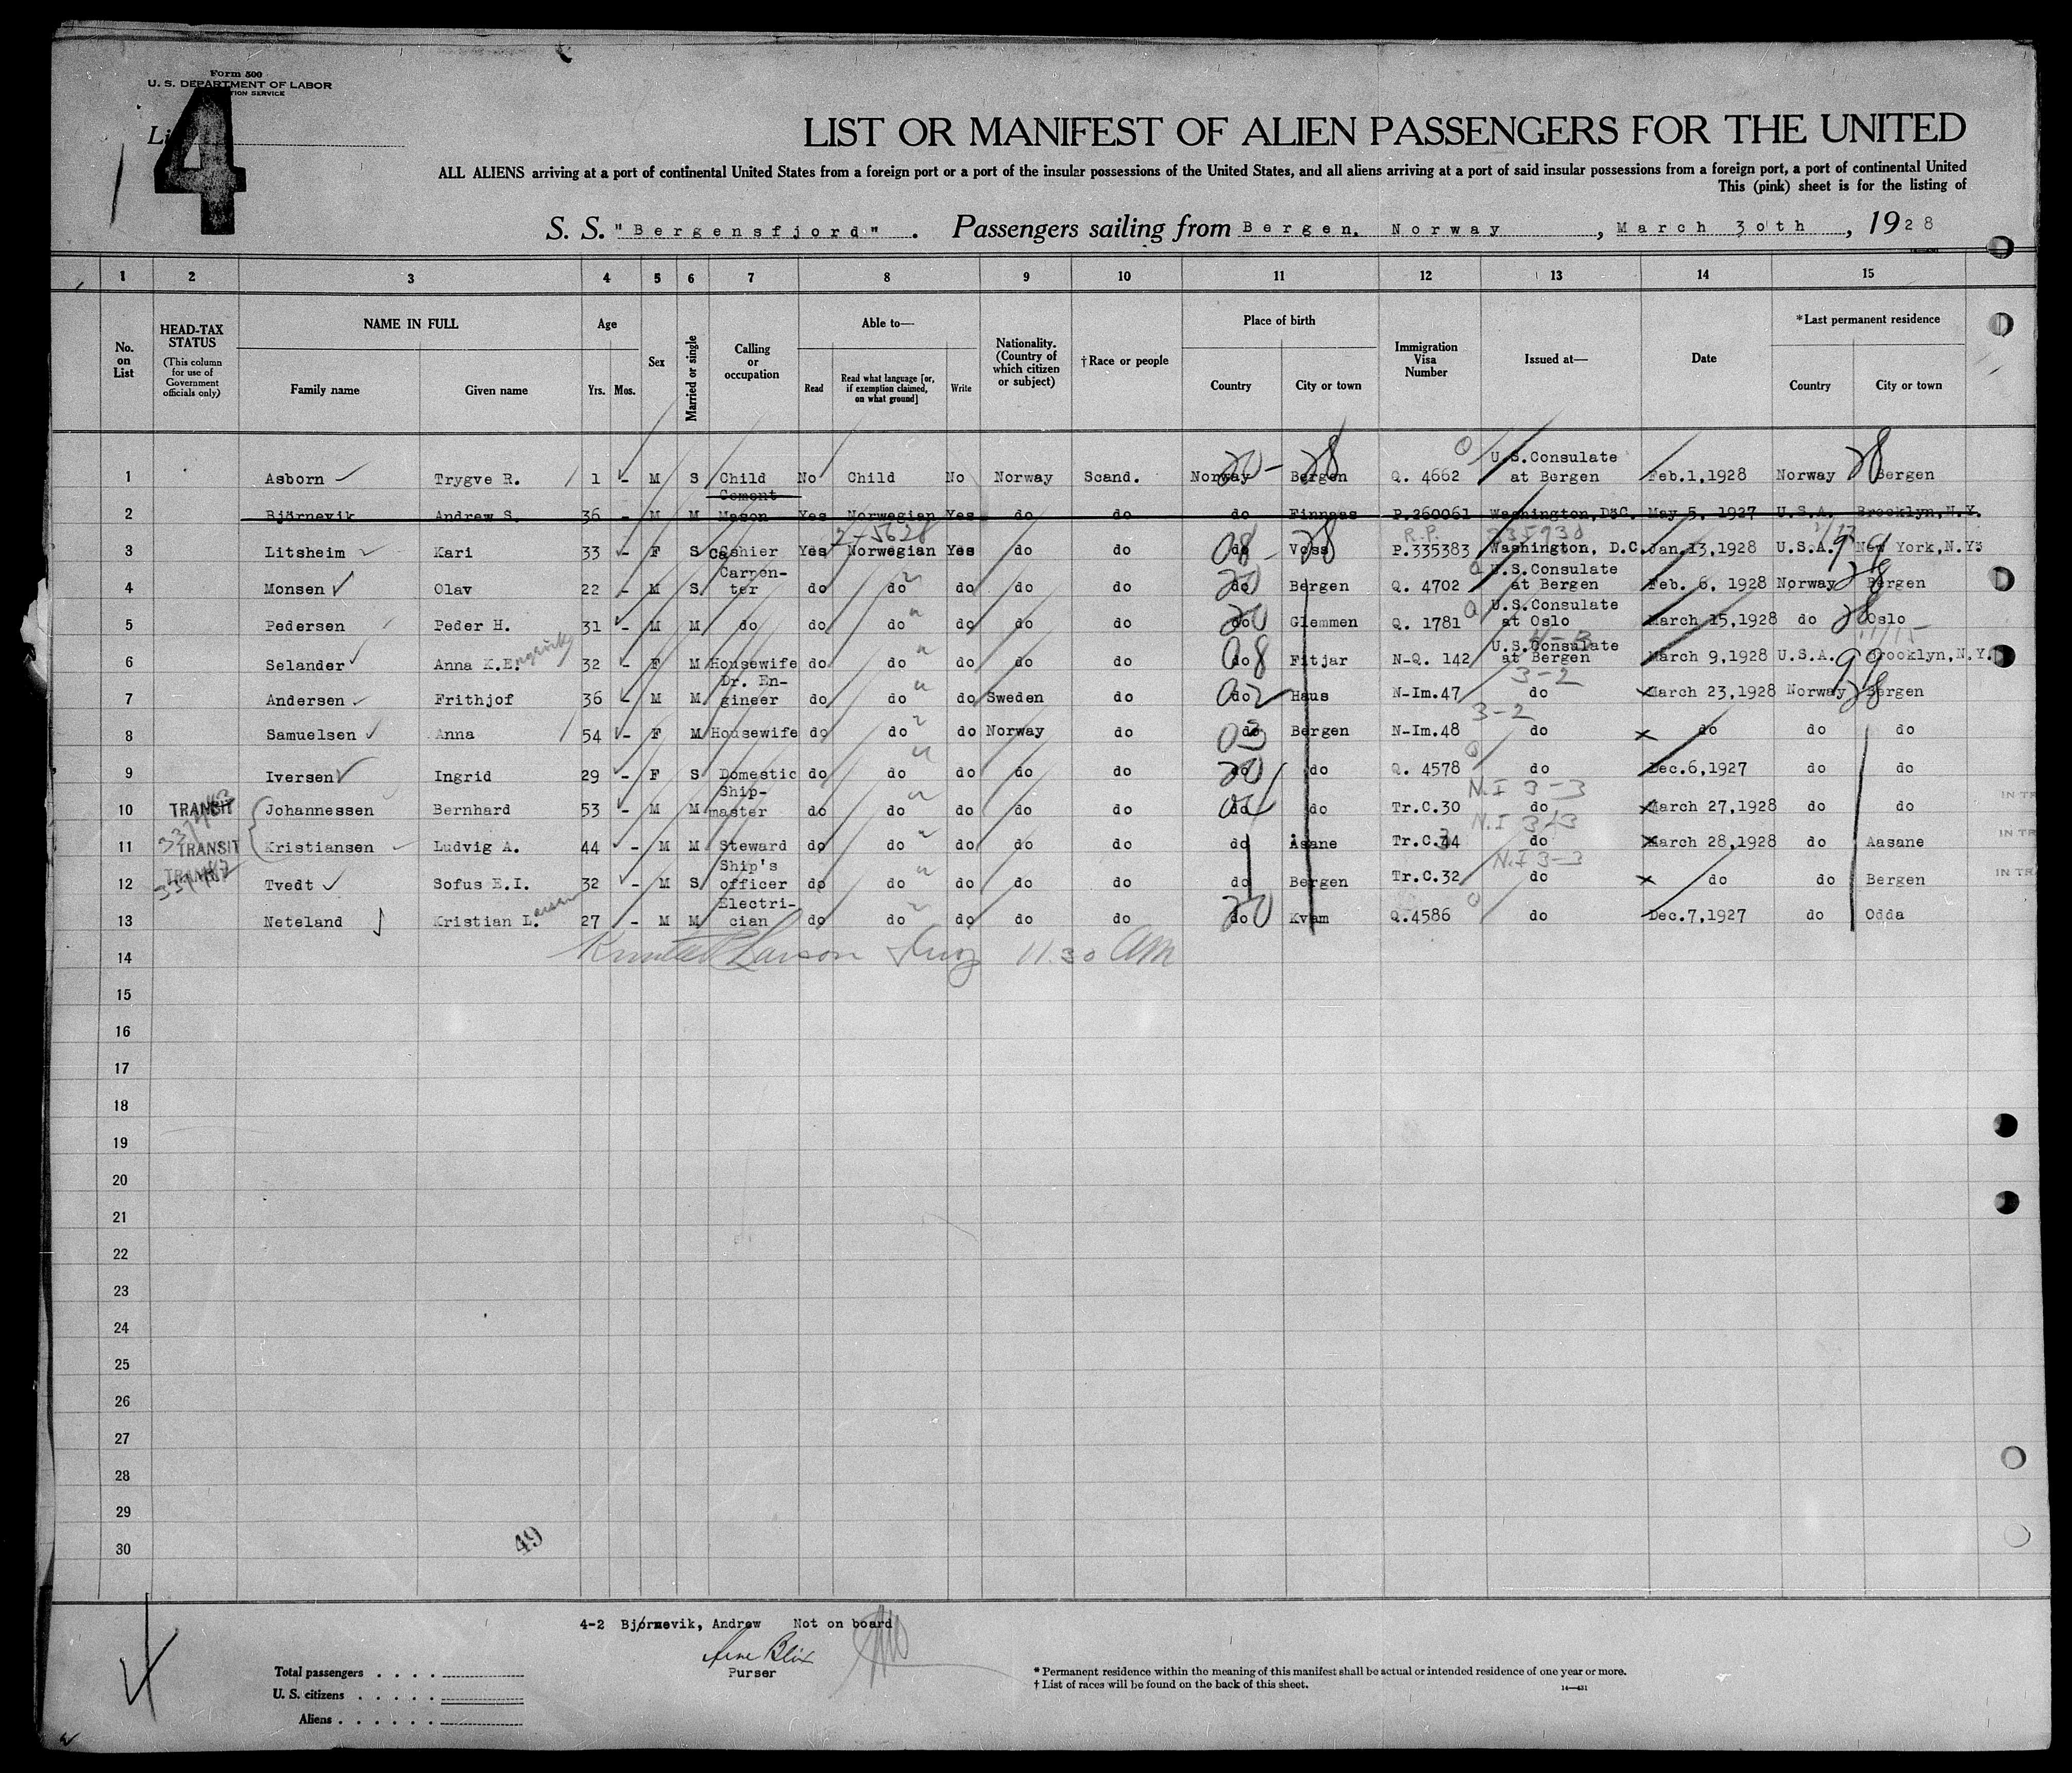 Form 500
U. S. DEPARTMENT OF LABOR
4
LIST OR MANIFEST OF ALIEN PASSENGERS FOR THE UNITED
ALL ALIENS arriving at a port of continental United States from a foreign port or a port of the insular possessions of the United States, and all aliens arriving at a port of said insular possessions from a foreign port, a port of continental United
This (pink) sheet is for the listing of
S. S. "Bergensfjord". Passengers sailing from Bergen. Norway, March 30th, 1928
1 2 3 4 5 6 7 8 9 10 11 12 13 14 15
No. on List
HEAD-TAX STATUS (This column for use of Government officials only)
NAME IN FULL Family name Given name
Age Yrs. Mos.
Sex
Married or single
Calling or occupation
Able to— Read Read what language [or, if exemption claimed, on what ground] Write
Nationality. (Country of which citizen or subject)
† Race or people
Place of birth Country City or town
Immigration Visa Number
Issued at—
Date
*Last permanent residence Country City or town
1 Asborn Trygve R. 1 - M S Child No Child No Norway Scand. Norway Bergen Q. 4662 U.S.Consulate at Bergen Feb.1,1928 Norway Bergen
2 Björnevik Andrew S. 36 - M M Cement Mason Yes Norwegian Yes do do do Finnaas P.260061 Washington,D.C. May 5, 1927 U.S.A. Brooklyn,N.Y.
3 Litsheim Kari 33 - F S Cashier Yes Norwegian Yes do do do Voss P.335383 Washington, D.C. Jan.13,1928 U.S.A. New York,N.Y.
4 Monsen Olav 22 - M S Carpen-ter do do do do do do Bergen Q. 4702 U.S.Consulate at Bergen Feb. 6, 1928 Norway Bergen
5 Pedersen Peder H. 31 - M M do do do do do do do Glemmen Q. 1781 U.S.Consulate at Oslo March 15,1928 do Oslo
6 Selander Anna K.E. 32 - F M Housewife do do do do do do Fitjar N-Q. 142 U.S.Consulate at Bergen March 9,1928 U.S.A. Brooklyn,N.Y.
7 Andersen Frithjof 36 - M M Dr. En-gineer do do do Sweden do do Haus N-Im.47 do March 23,1928 Norway Bergen
8 Samuelsen Anna 54 - F M Housewife do do do Norway do do Bergen N-Im.48 do do do do
9 Iversen Ingrid 29 - F S Domestic do do do do do do do Q. 4578 do Dec.6,1927 do do
10 TRANSIT Johannessen Bernhard 53 - M M Ship-master do do do do do do do Tr.C.30 do March 27,1928 do do
11 TRANSIT Kristiansen Ludvig A. 44 - M M Steward do do do do do do Åsane Tr.C.34 do March 28,1928 do Aasane
12 TRANSIT Tvedt Sofus E.I. 32 - M S Ship's officer do do do do do do Bergen Tr.C.32 do do do Bergen
13 Neteland Kristian L. 27 - M M Electri-cian do do do do do do Kvam Q.4586 do Dec.7,1927 do Odda
14 11.30 AM
15
16
17
18
19
20
21
22
23
24
25
26
27
28
29
30
49
4-2 Bjørnevik, Andrew Not on board
Purser
Total passengers
U. S. citizens
Aliens
* Permanent residence within the meaning of this manifest shall be actual or intended residence of one year or more.
† List of races will be found on the back of this sheet.
14—431